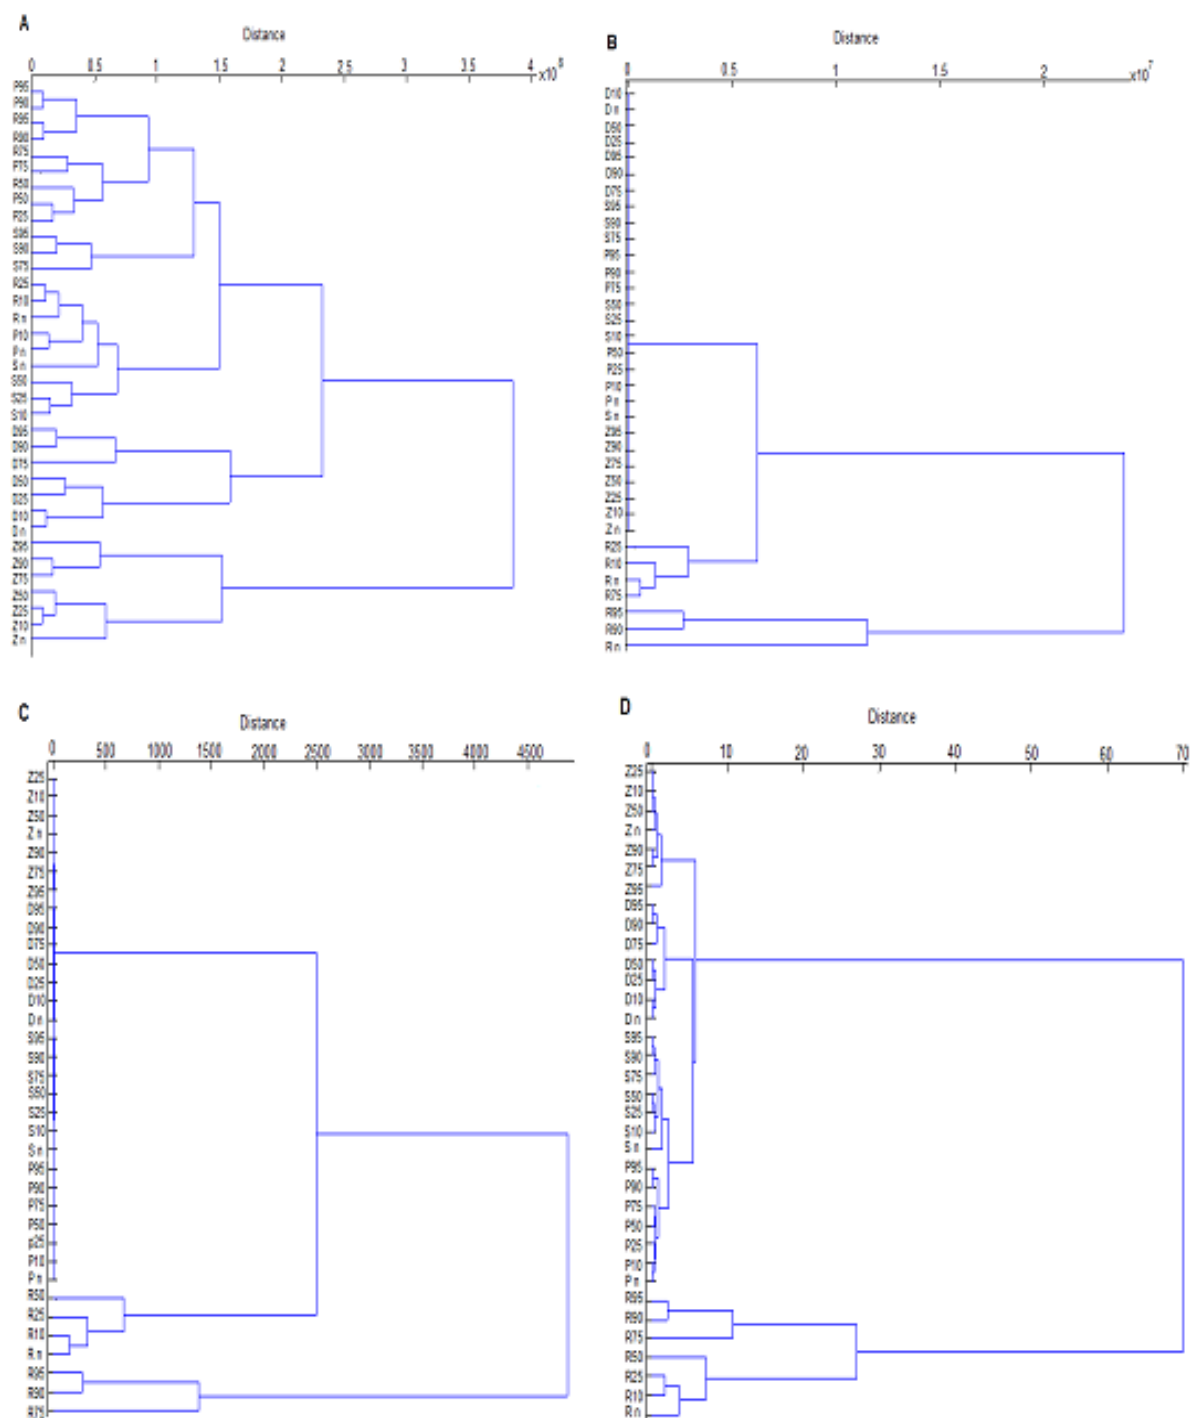 A
Distance
0 0.5 1 1.5 2 2.5 3 3.5 4
P95
P90
R95
R90
R75
P75
R50
P50
P25
S95
S90
S75
R25
R10
R n
P10
P n
S n
S50
S25
S10
D95
D90
D75
D50
D25
D10
D n
Z95
Z90
Z75
Z50
Z25
Z10
Z n
B
Distance
0 0.5 1 1.5 2 x10⁷
D10
D n
D50
D25
D95
D90
D75
S95
S90
S75
P95
P90
P75
S50
S25
S10
P50
P25
P10
P n
S n
Z95
Z90
Z75
Z50
Z25
Z10
Z n
R25
R10
R n
R75
R95
R90
R n
C
Distance
0 500 1000 1500 2000 2500 3000 3500 4000 4500
Z25
Z10
Z50
Z n
Z90
Z75
Z95
D95
D90
D75
D50
D25
D10
D n
S95
S90
S75
S50
S25
S10
S n
P95
P90
P75
P50
p25
P10
P n
R50
R25
R10
R n
R95
R90
R75
D
Distance
0 10 20 30 40 50 60 70
Z25
Z10
Z50
Z n
Z90
Z75
Z95
D95
D90
D75
D50
D25
D10
D n
S95
S90
S75
S50
S25
S10
S n
P95
P90
P75
P50
P25
P10
P n
R95
R90
R75
R50
R25
R10
R n